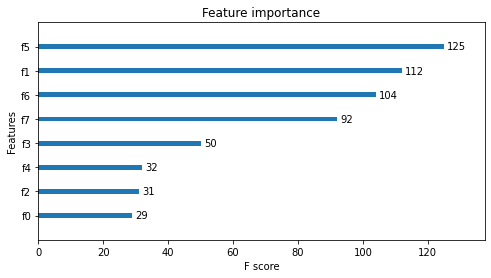 Feature importance
f5 125
f1 112
f6 104
f7 92
f3 50
f4 32
f2 31
f0 29
Features
0 20 40 60 80 100 120
F score